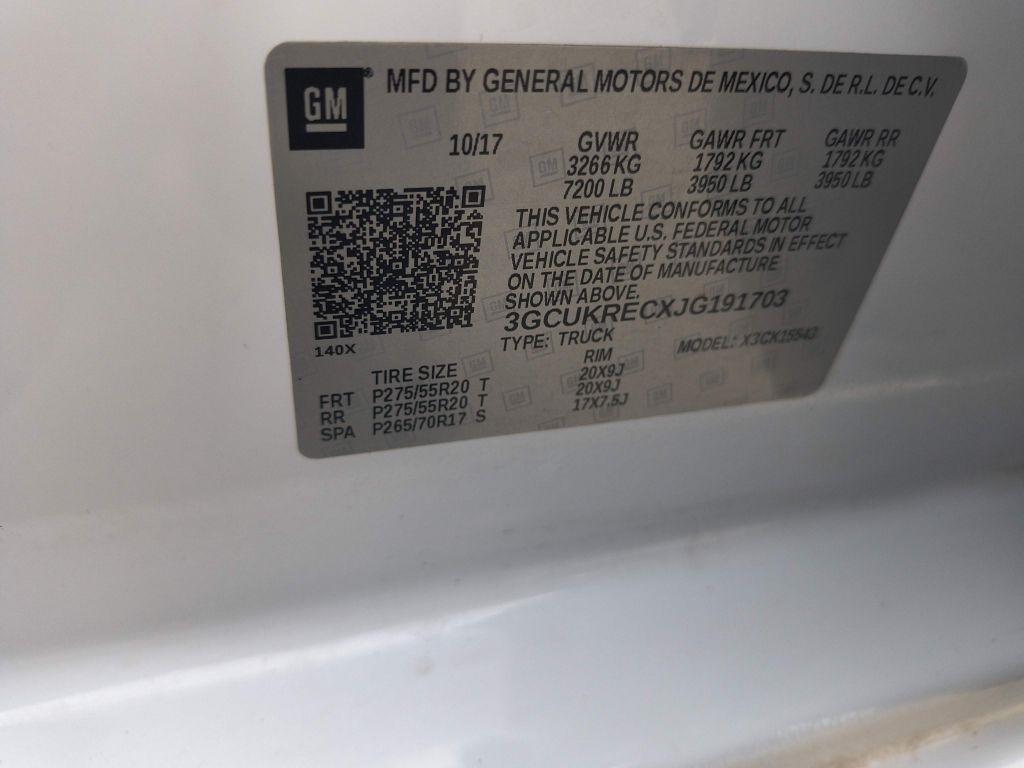 GM
MFD BY GENERAL MOTORS DE MEXICO, S. DE R.L. DE C.V.
10/17 GVWR GAWR FRT GAWR RR
3266 KG 1792 KG 1792 KG
7200 LB 3950 LB 3950 LB
THIS VEHICLE CONFORMS TO ALL
APPLICABLE U.S. FEDERAL MOTOR
VEHICLE SAFETY STANDARDS IN EFFECT
ON THE DATE OF MANUFACTURE
SHOWN ABOVE.
3GCUKRECXJG191703
TYPE: TRUCK MODEL: X3CK15543
140X
TIRE SIZE RIM
FRT P275/55R20 T 20X9J
RR P275/55R20 T 20X9J
SPA P265/70R17 S 17X7.5J